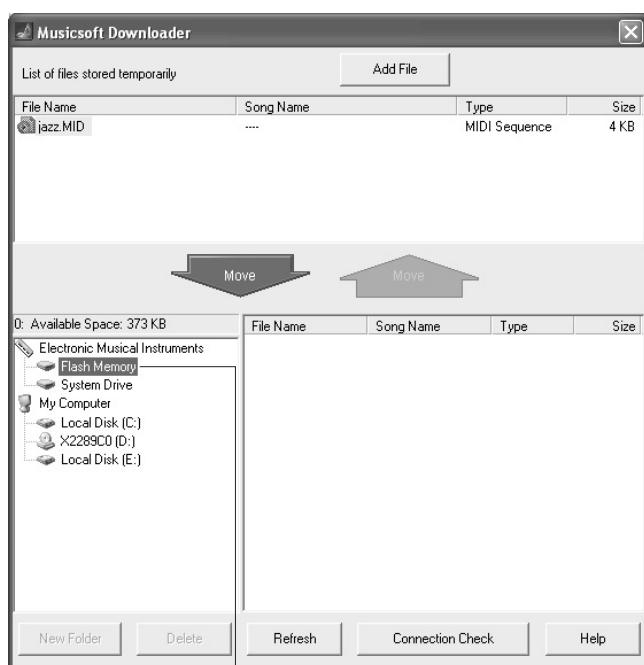 Musicsoft Downloader
List of files stored temporarily
Add File
File Name Song Name Type Size
jazz.MID ---- MIDI Sequence 4 KB
Move Move
0: Available Space: 373 KB
Electronic Musical Instruments
Flash Memory
System Drive
My Computer
Local Disk (C:)
X2289C0 (D:)
Local Disk (E:)
File Name Song Name Type Size
New Folder Delete Refresh Connection Check Help